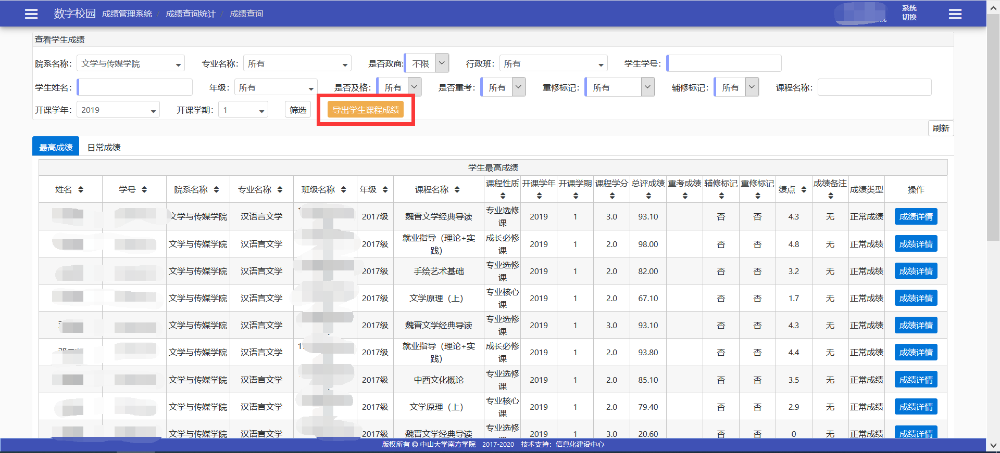 数字校园 成绩管理系统 / 成绩查询统计 / 成绩查询
系统
切换
查看学生成绩
院系名称： 文学与传媒学院 专业名称： 所有 是否政商: 不限 行政班： 所有 学生学号：
学生姓名： 年级： 所有 是否及格： 所有 是否重考： 所有 重修标记： 所有 辅修标记： 所有 课程名称：
开课学年： 2019 开课学期： 1 筛选 导出学生课程成绩
刷新
最高成绩 日常成绩
学生最高成绩
姓名 学号 院系名称 专业名称 班级名称 年级 课程名称 课程性质 开课学年 开课学期 课程学分 总评成绩 重考成绩 辅修标记 重修标记 绩点 成绩备注 成绩类型 操作
文学与传媒学院 汉语言文学 2017级 魏晋文学经典导读 专业选修课 2019 1 3.0 93.10 否 否 4.3 无 正常成绩 成绩详情
文学与传媒学院 汉语言文学 2017级 就业指导（理论+实践） 成长必修课 2019 1 2.0 98.00 否 否 4.8 无 正常成绩 成绩详情
文学与传媒学院 汉语言文学 2017级 手绘艺术基础 专业选修课 2019 1 2.0 82.00 否 否 3.2 无 正常成绩 成绩详情
文学与传媒学院 汉语言文学 2017级 文学原理（上） 专业核心课 2019 1 2.0 67.10 否 否 1.7 无 正常成绩 成绩详情
文学与传媒学院 汉语言文学 2017级 魏晋文学经典导读 专业选修课 2019 1 3.0 93.10 否 否 4.3 无 正常成绩 成绩详情
文学与传媒学院 汉语言文学 2017级 就业指导（理论+实践） 成长必修课 2019 1 2.0 93.80 否 否 4.4 无 正常成绩 成绩详情
文学与传媒学院 汉语言文学 2017级 中西文化概论 专业选修课 2019 1 2.0 85.10 否 否 3.5 无 正常成绩 成绩详情
文学与传媒学院 汉语言文学 2017级 文学原理（上） 专业核心课 2019 1 2.0 79.40 否 否 2.9 无 正常成绩 成绩详情
文学与传媒学院 汉语言文学 2017级 魏晋文学经典导读 专业选修 2019 1 3.0 20.60 否 否 0 无 正常成绩 成绩详情
版权所有 © 中山大学南方学院 2017-2020 技术支持：信息化建设中心